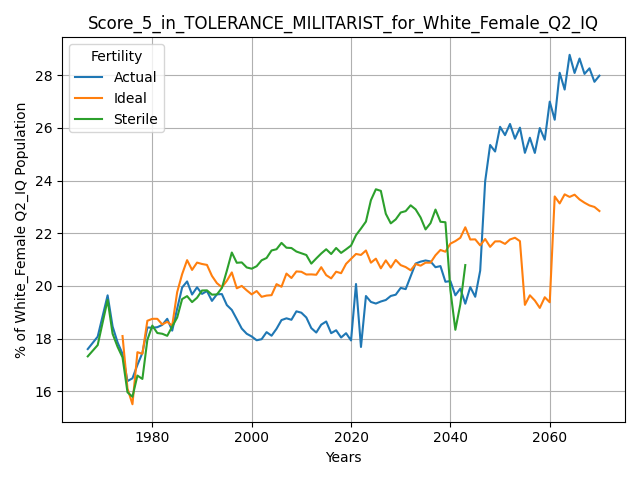 Score_5_in_TOLERANCE_MILITARIST_for_White_Female_Q2_IQ
Fertility
Actual
Ideal
Sterile
% of White_Female Q2_IQ Population
28
26
24
22
20
18
16
1980
2000
2020
2040
2060
Years